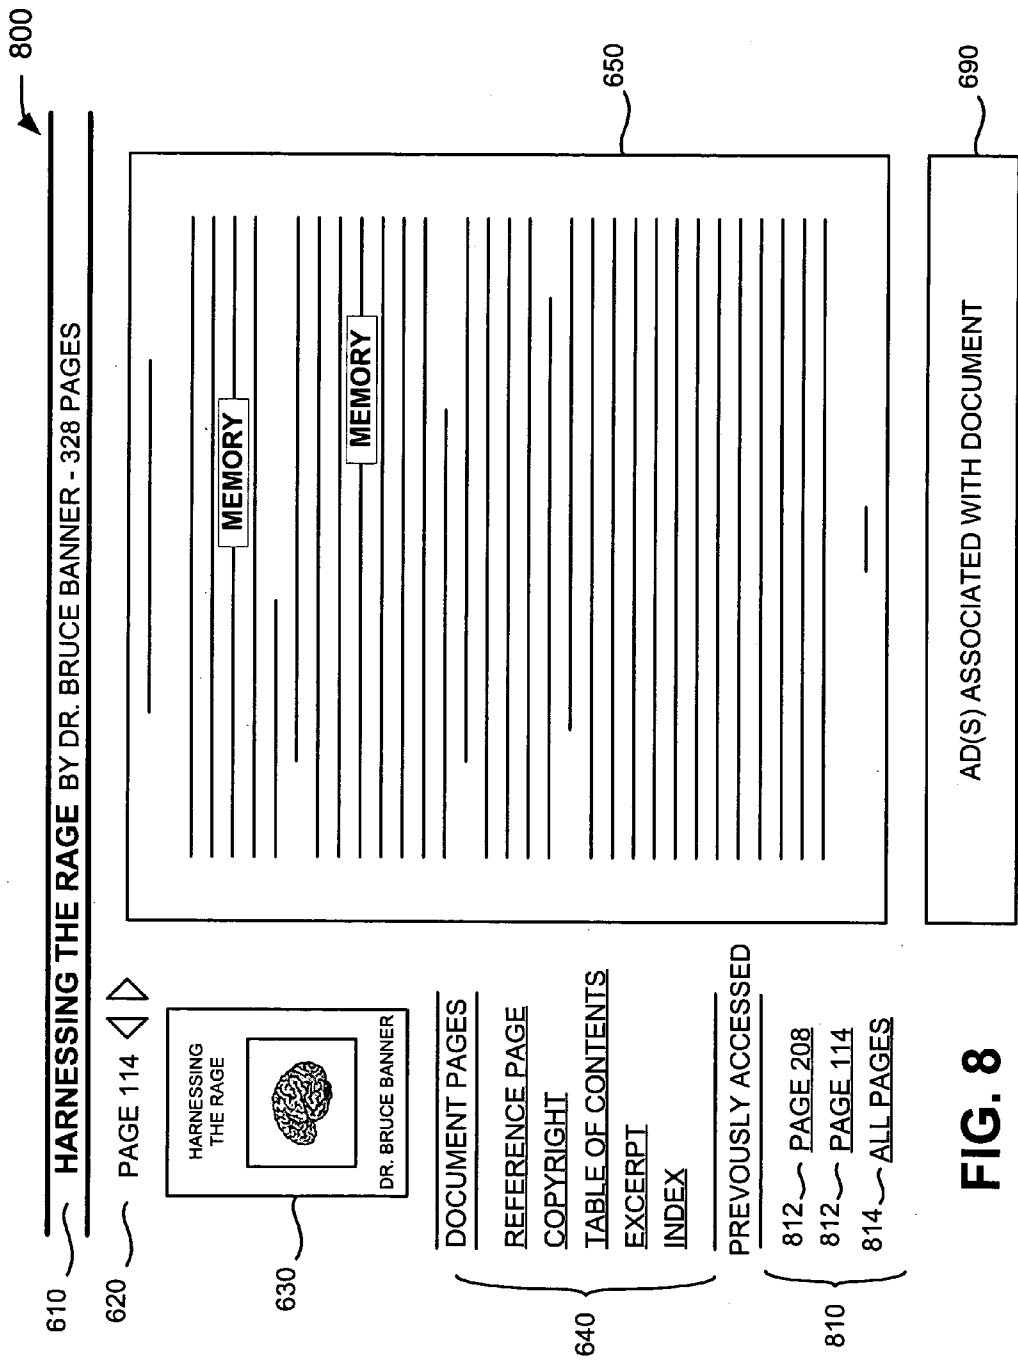 800
610 HARNESSING THE RAGE BY DR. BRUCE BANNER - 328 PAGES
620 PAGE 114
HARNESSING
THE RAGE
DR. BRUCE BANNER
630
MEMORY
MEMORY
650
DOCUMENT PAGES
REFERENCE PAGE
COPYRIGHT
TABLE OF CONTENTS
EXCERPT
INDEX
640
PREVOUSLY ACCESSED
812 PAGE 208
812 PAGE 114
814 ALL PAGES
810
AD(S) ASSOCIATED WITH DOCUMENT
690
FIG. 8